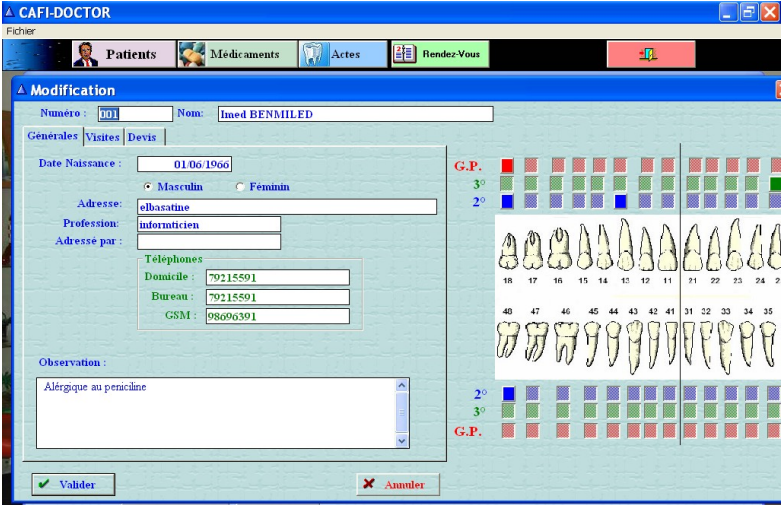 CAFI-DOCTOR
Fichier
Patients Médicaments Actes Rendez-Vous
Modification
Numéro : 001 Nom: Imed BENMILED
Générales Visites Devis
Date Naissance : 01/06/1966
Masculin Féminin
Adresse: elbasatine
Profession: informticien
Adressé par :
Téléphones
Domicile : 79215591
Bureau : 79215591
GSM : 98696391
Observation :
Alérgique au peniciline
Valider Annuler
G.P.
3°
2°
18 17 16 15 14 13 12 11 21 22 23 24 2
48 47 46 45 44 43 42 41 31 32 33 34 35
2°
3°
G.P.